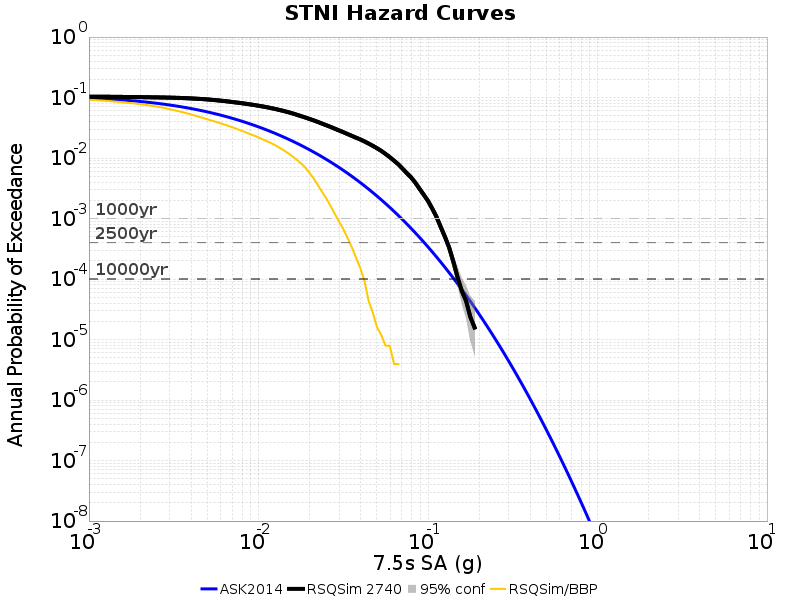 STNI Hazard Curves
Annual Probability of Exceedance
10^0
10^-1
10^-2
10^-3
10^-4
10^-5
10^-6
10^-7
10^-8
1000yr
2500yr
10000yr
10^-3 10^-2 10^-1 10^0 10^1
7.5s SA (g)
ASK2014 RSQSim 2740 95% conf RSQSim/BBP